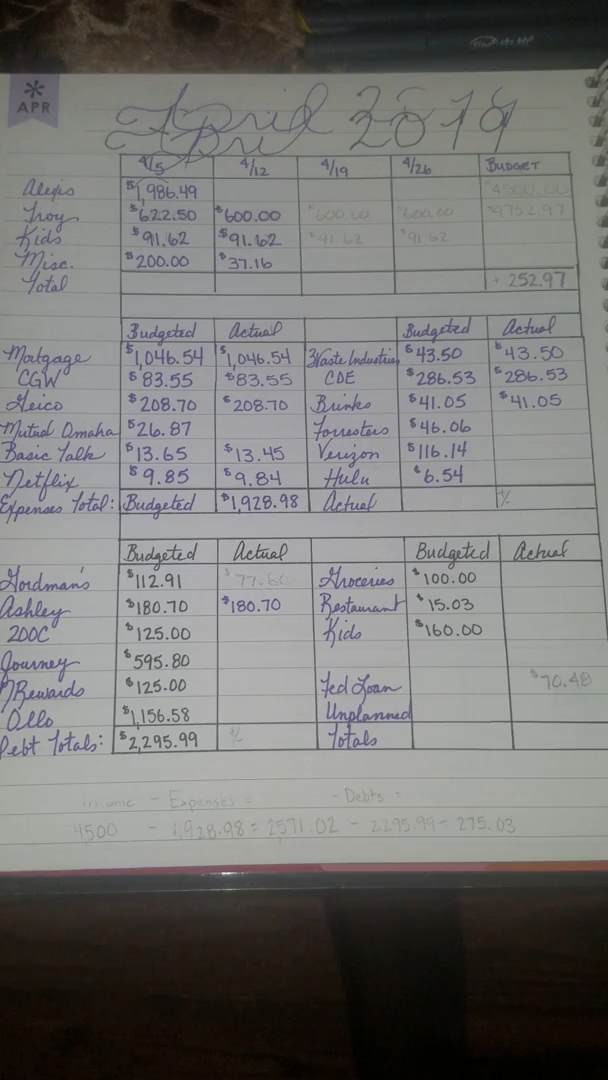 * APR
April 2019
4/5 4/12 4/19 4/26 BUDGET
Alexis $1,986.49 $4500.00
Troy $622.50 $600.00 $600.00 $600.00 $4752.97
Kids $91.62 $91.62 $91.62 $91.62
Misc. $200.00 $37.16
Total + 252.97
Budgeted Actual Budgeted Actual
Mortgage $1,046.54 $1,046.54 Waste Industries $43.50 $43.50
CGW $83.55 $83.55 CDE $286.53 $286.53
Geico $208.70 $208.70 Brinks $41.05 $41.05
Mutual Omaha $26.87 Forresters $46.06
Basic Talk $13.65 $13.45 Verizon $116.14
Netflix $9.85 $9.84 Hulu $6.54
Expenses Total: Budgeted $1,928.98 Actual
Budgeted Actual Budgeted Actual
Gordman's $112.91 $77.60 Groceries $100.00
Ashley $180.70 $180.70 Restaurant $15.03
200C $125.00 Kids $160.00
Journey $595.80
Rewards $125.00 Fed Loan $70.48
Ollo $1,156.58 Unplanned
Debt Totals: $2,295.99 Totals
Income - Expenses = - Debts =
4500 - 1,928.98 = 2571.02 - 2295.99 = 275.03